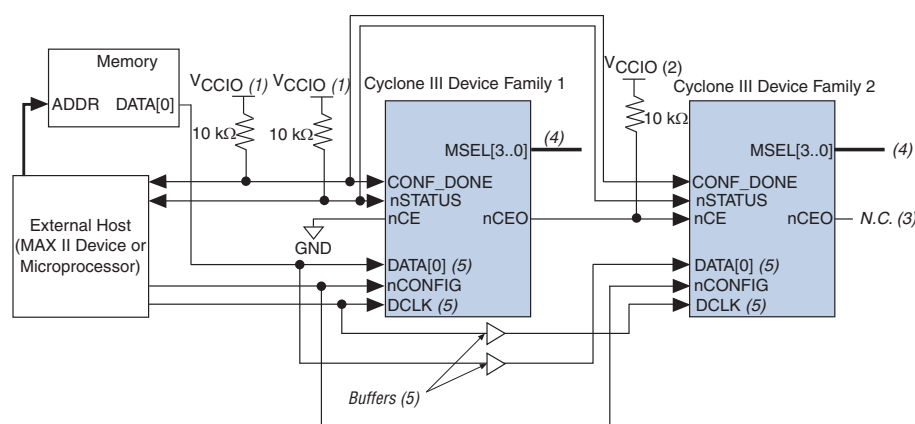 Memory
ADDR
DATA[0]
VCCIO (1)
VCCIO (1)
10 kΩ
10 kΩ
Cyclone III Device Family 1
MSEL[3..0]
(4)
CONF_DONE
nSTATUS
nCE
nCEO
DATA[0] (5)
nCONFIG
DCLK (5)
GND
External Host
(MAX II Device or
Microprocessor)
VCCIO (2)
10 kΩ
Cyclone III Device Family 2
MSEL[3..0]
(4)
CONF_DONE
nSTATUS
nCE
nCEO
N.C. (3)
DATA[0] (5)
nCONFIG
DCLK (5)
Buffers (5)